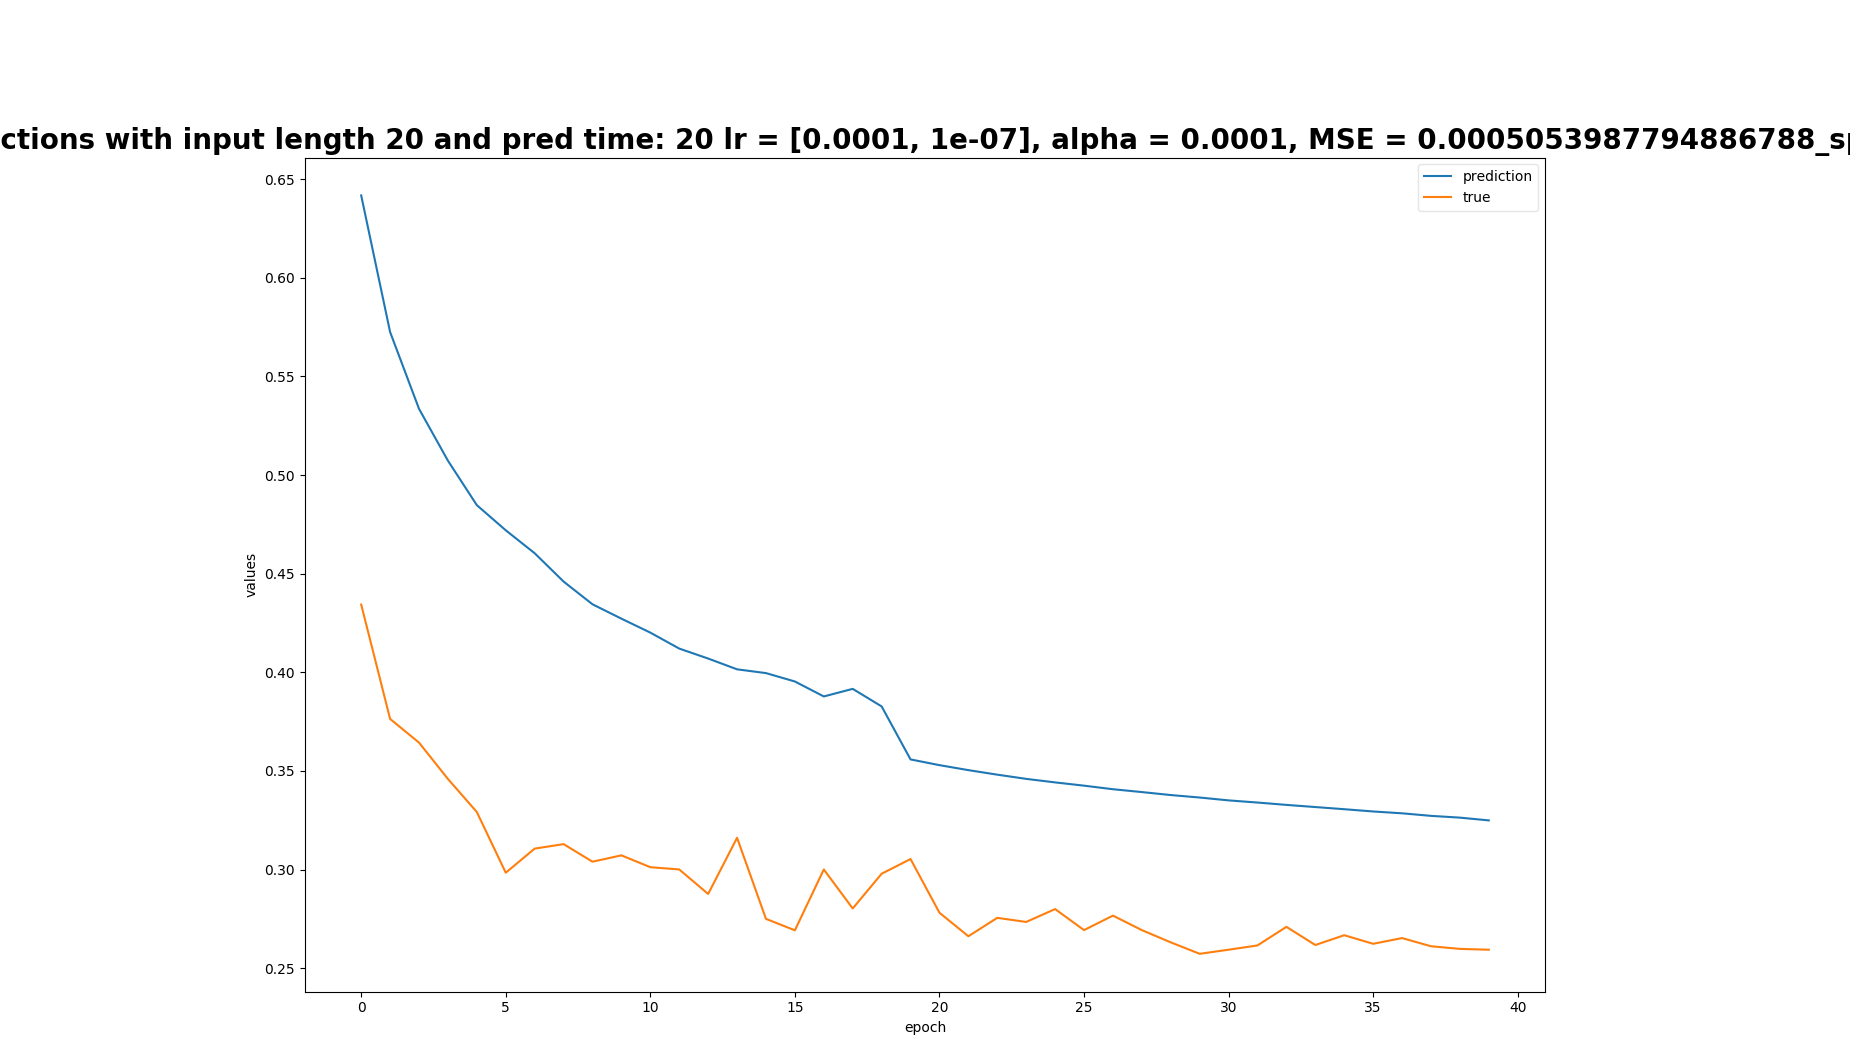 ctions with input length 20 and pred time: 20 lr = [0.0001, 1e-07], alpha = 0.0001, MSE = 0.0005053987794886788_sp
prediction
true
0.65
0.60
0.55
0.50
0.45
0.40
0.35
0.30
0.25
values
0 5 10 15 20 25 30 35 40
epoch